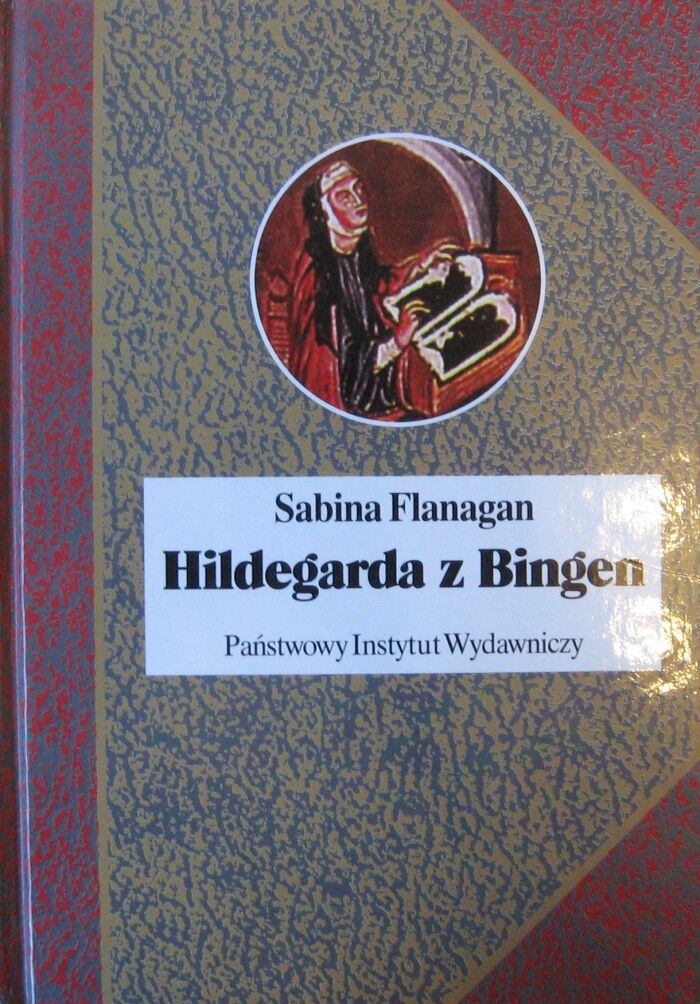 Sabina Flanagan
Hildegarda z Bingen
Państwowy Instytut Wydawniczy